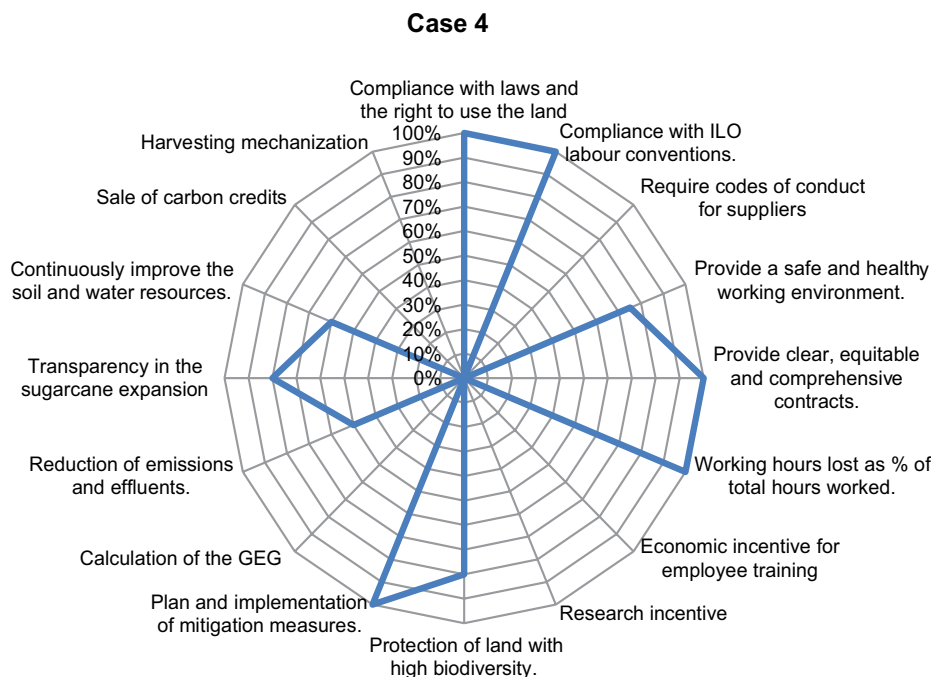 Case 4
Compliance with laws and
the right to use the land
Compliance with ILO
labour conventions.
Require codes of conduct
for suppliers
Provide a safe and healthy
working environment.
Provide clear, equitable
and comprehensive
contracts.
Working hours lost as % of
total hours worked.
Economic incentive for
employee training
Research incentive
Protection of land with
high biodiversity.
Plan and implementation
of mitigation measures.
Calculation of the GEG
Reduction of emissions
and effluents.
Transparency in the
sugarcane expansion
Continuously improve the
soil and water resources.
Sale of carbon credits
Harvesting mechanization
100%
90%
80%
70%
60%
50%
40%
30%
20%
10%
0%